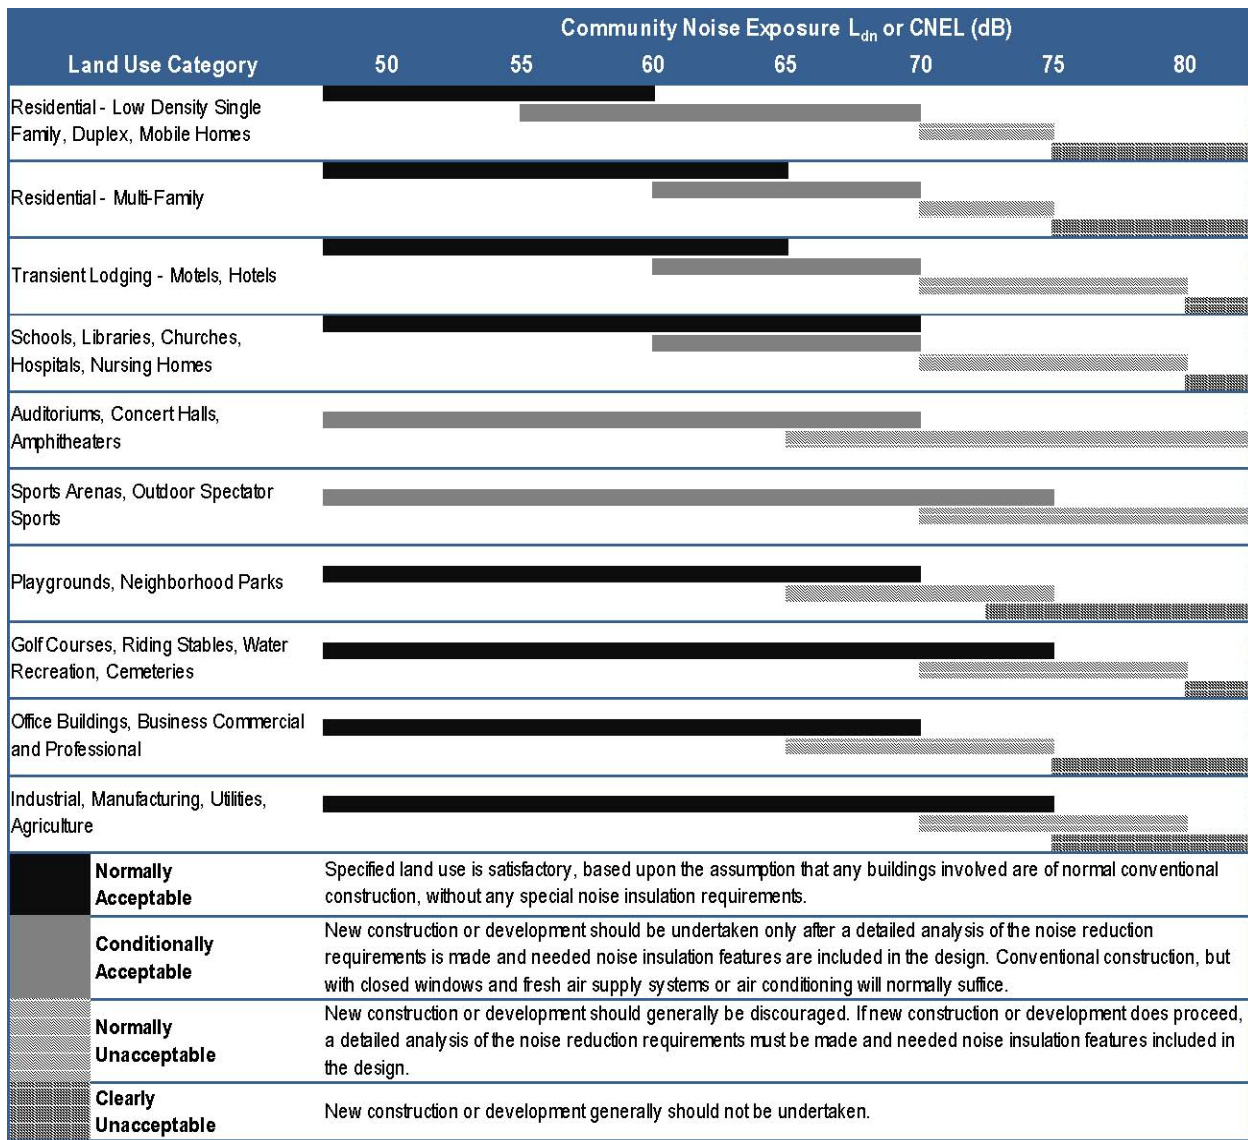 Community Noise Exposure Ldn or CNEL (dB)
Land Use Category 50 55 60 65 70 75 80
Residential - Low Density Single
Family, Duplex, Mobile Homes
Residential - Multi-Family
Transient Lodging - Motels, Hotels
Schools, Libraries, Churches,
Hospitals, Nursing Homes
Auditoriums, Concert Halls,
Amphitheaters
Sports Arenas, Outdoor Spectator
Sports
Playgrounds, Neighborhood Parks
Golf Courses, Riding Stables, Water
Recreation, Cemeteries
Office Buildings, Business Commercial
and Professional
Industrial, Manufacturing, Utilities,
Agriculture
Normally
Acceptable
Specified land use is satisfactory, based upon the assumption that any buildings involved are of normal conventional
construction, without any special noise insulation requirements.
Conditionally
Acceptable
New construction or development should be undertaken only after a detailed analysis of the noise reduction
requirements is made and needed noise insulation features are included in the design. Conventional construction, but
with closed windows and fresh air supply systems or air conditioning will normally suffice.
Normally
Unacceptable
New construction or development should generally be discouraged. If new construction or development does proceed,
a detailed analysis of the noise reduction requirements must be made and needed noise insulation features included in
the design.
Clearly
Unacceptable
New construction or development generally should not be undertaken.